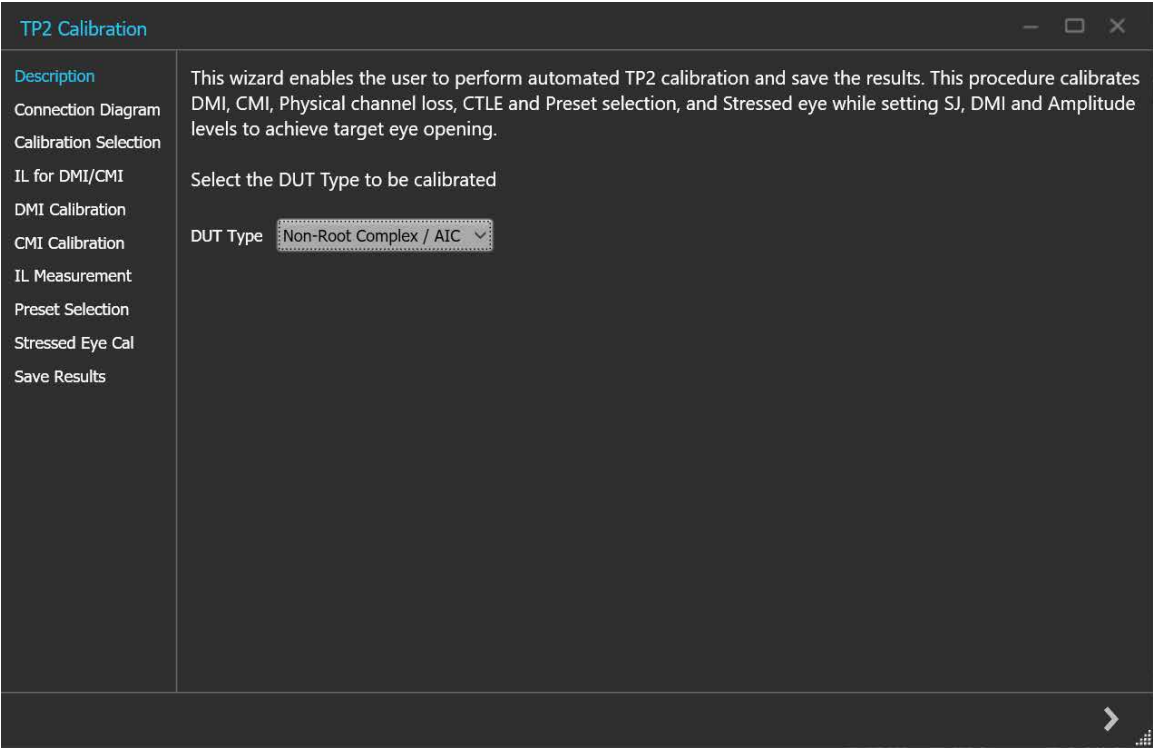 TP2 Calibration
Description
Connection Diagram
Calibration Selection
IL for DMI/CMI
DMI Calibration
CMI Calibration
IL Measurement
Preset Selection
Stressed Eye Cal
Save Results
This wizard enables the user to perform automated TP2 calibration and save the results. This procedure calibrates
DMI, CMI, Physical channel loss, CTLE and Preset selection, and Stressed eye while setting SJ, DMI and Amplitude
levels to achieve target eye opening.
Select the DUT Type to be calibrated
DUT Type Non-Root Complex / AIC